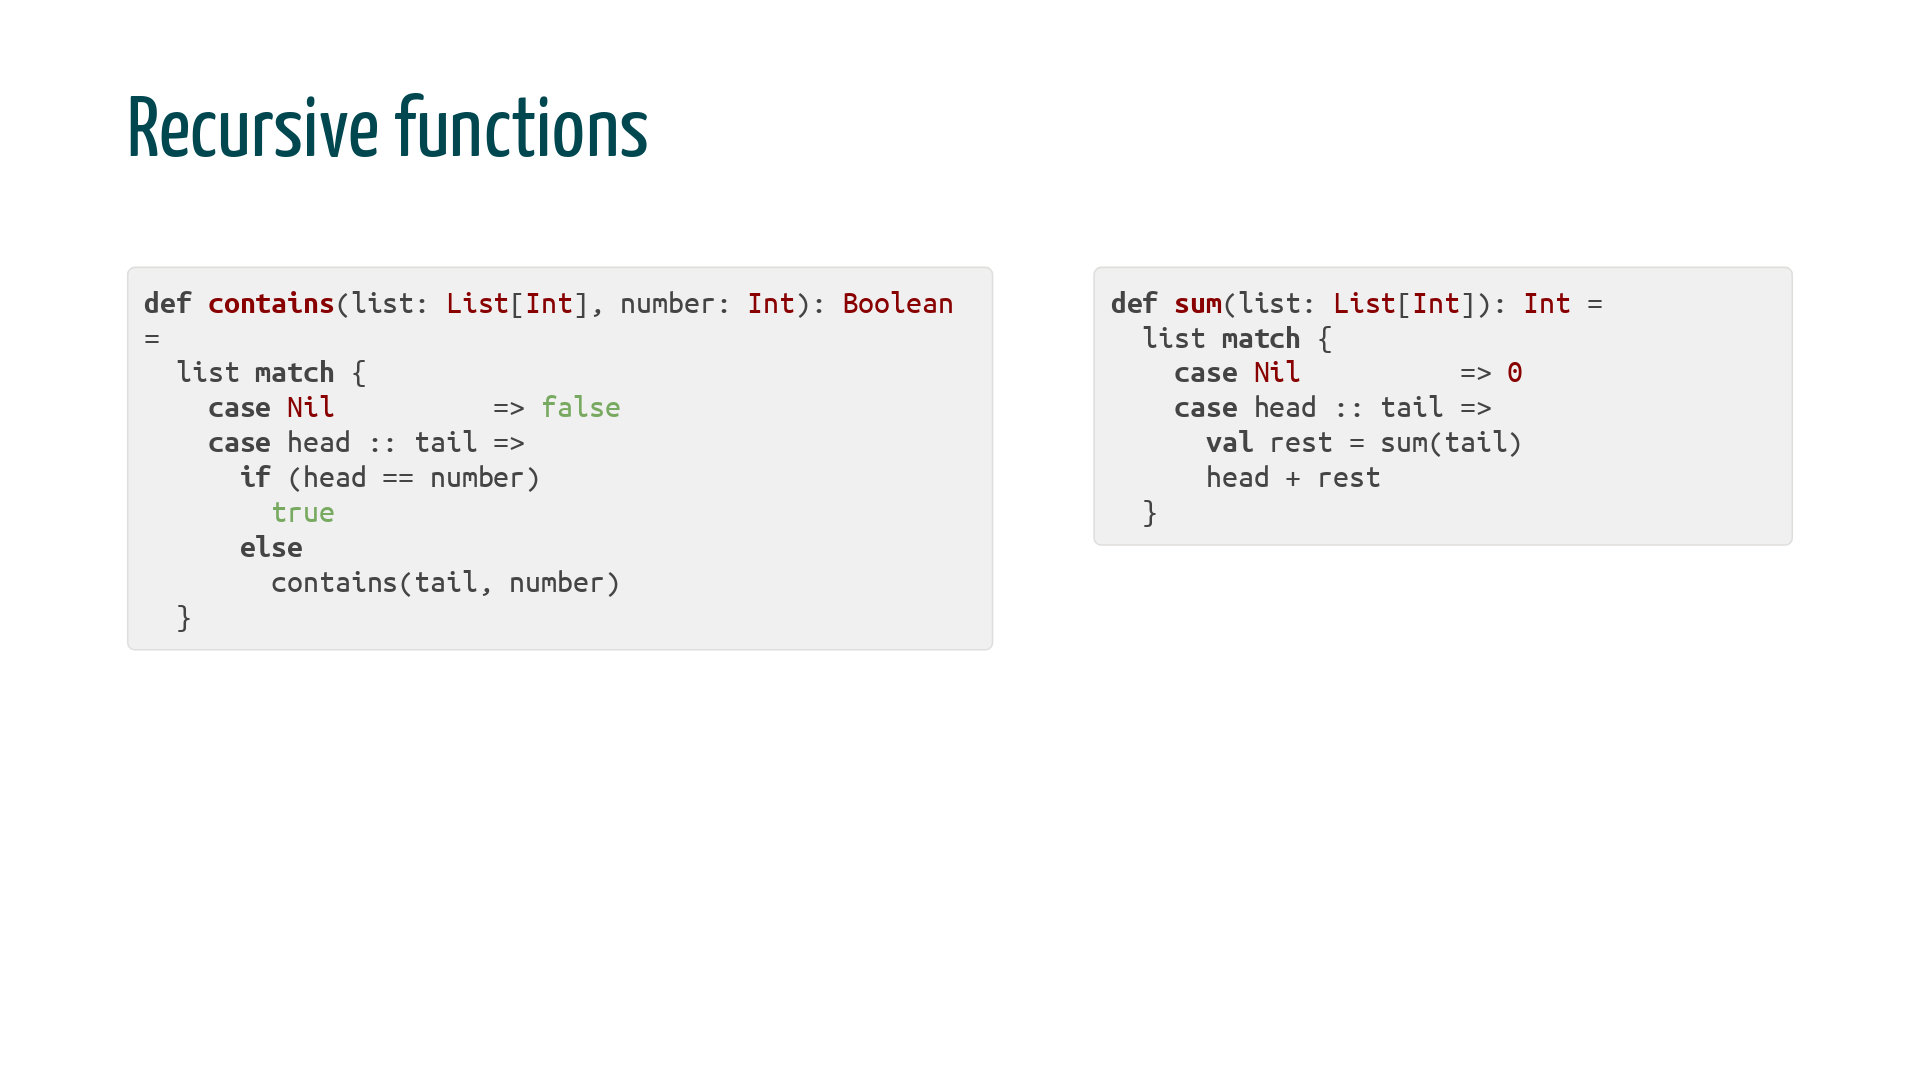 Recursive functions
def contains(list: List[Int], number: Int): Boolean
=
  list match {
    case Nil          => false
    case head :: tail =>
      if (head == number)
        true
      else
        contains(tail, number)
  }
def sum(list: List[Int]): Int =
  list match {
    case Nil          => 0
    case head :: tail =>
      val rest = sum(tail)
      head + rest
  }